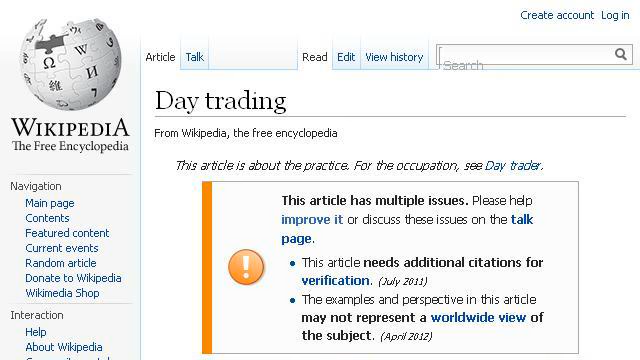 Create account Log in
Article Talk Read Edit View history Search
WIKIPEDIA
The Free Encyclopedia
Day trading
From Wikipedia, the free encyclopedia
This article is about the practice. For the occupation, see Day trader.
Navigation
Main page
Contents
Featured content
Current events
Random article
Donate to Wikipedia
Wikimedia Shop
Interaction
Help
About Wikipedia
This article has multiple issues. Please help
improve it or discuss these issues on the talk
page.
• This article needs additional citations for
verification. (July 2011)
• The examples and perspective in this article
may not represent a worldwide view of
the subject. (April 2012)